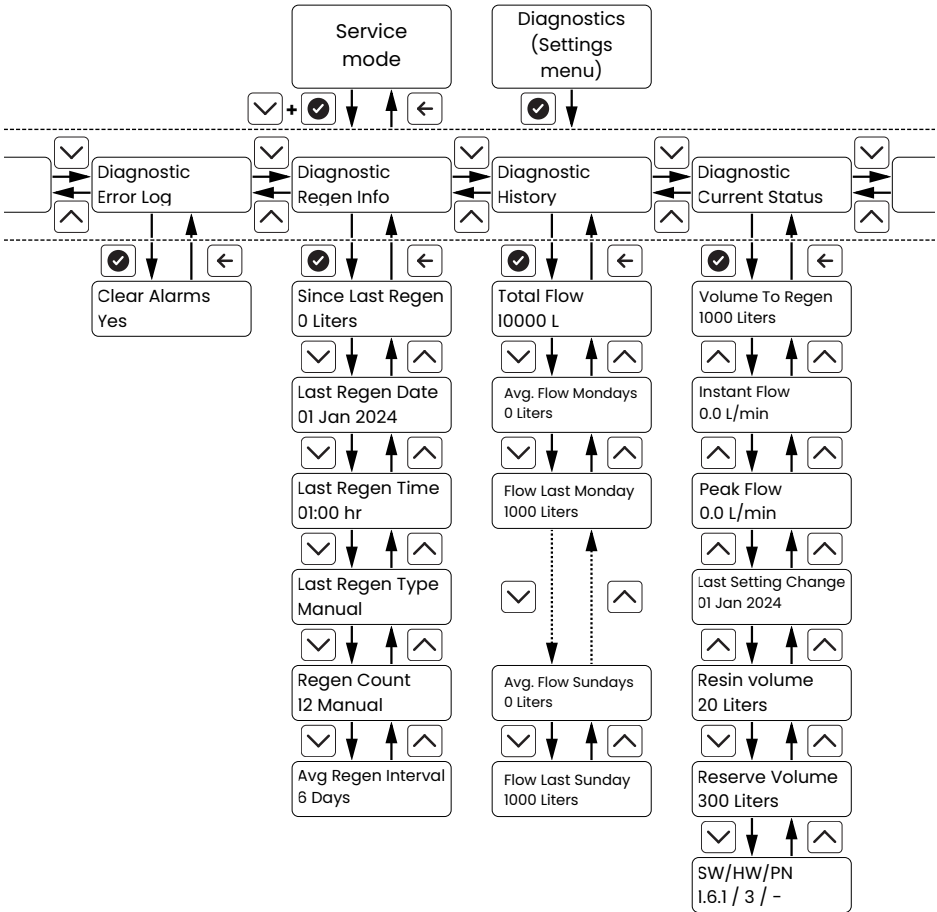 Service
mode
Diagnostics
(Settings
menu)
+
Diagnostic
Error Log
Diagnostic
Regen Info
Diagnostic
History
Diagnostic
Current Status
Clear Alarms
Yes
Since Last Regen
0 Liters
Last Regen Date
01 Jan 2024
Last Regen Time
01:00 hr
Last Regen Type
Manual
Regen Count
12 Manual
Avg Regen Interval
6 Days
Total Flow
10000 L
Avg. Flow Mondays
0 Liters
Flow Last Monday
1000 Liters
Avg. Flow Sundays
0 Liters
Flow Last Sunday
1000 Liters
Volume To Regen
1000 Liters
Instant Flow
0.0 L/min
Peak Flow
0.0 L/min
Last Setting Change
01 Jan 2024
Resin volume
20 Liters
Reserve Volume
300 Liters
SW/HW/PN
1.6.1 / 3 / -